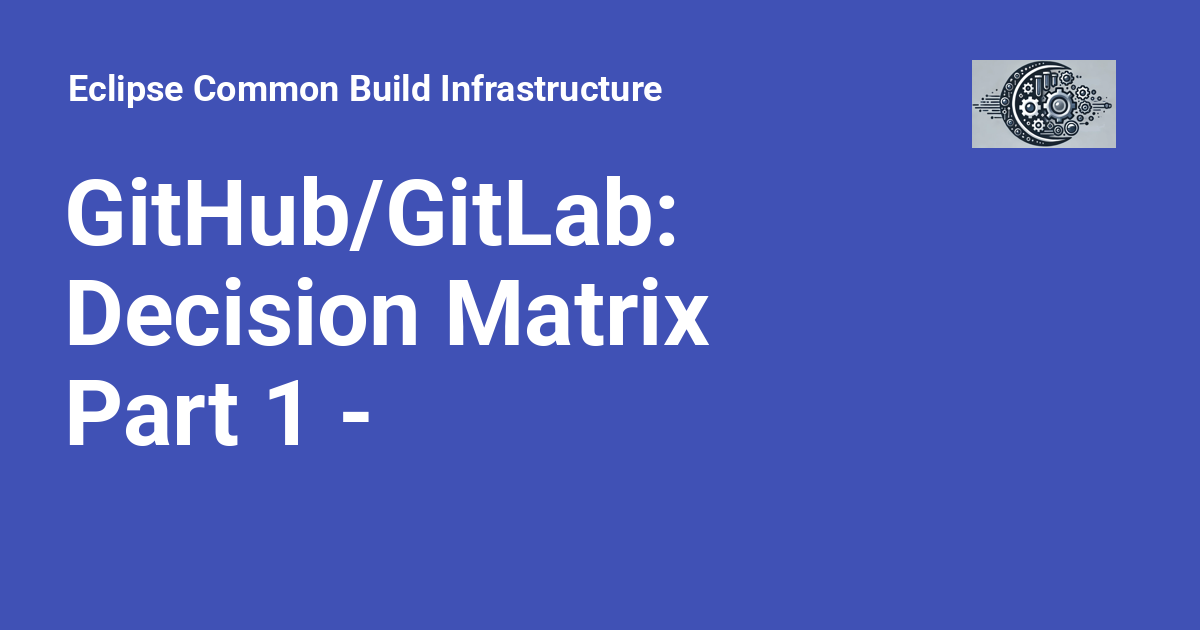 Eclipse Common Build Infrastructure
GitHub/GitLab:
Decision Matrix
Part 1 -